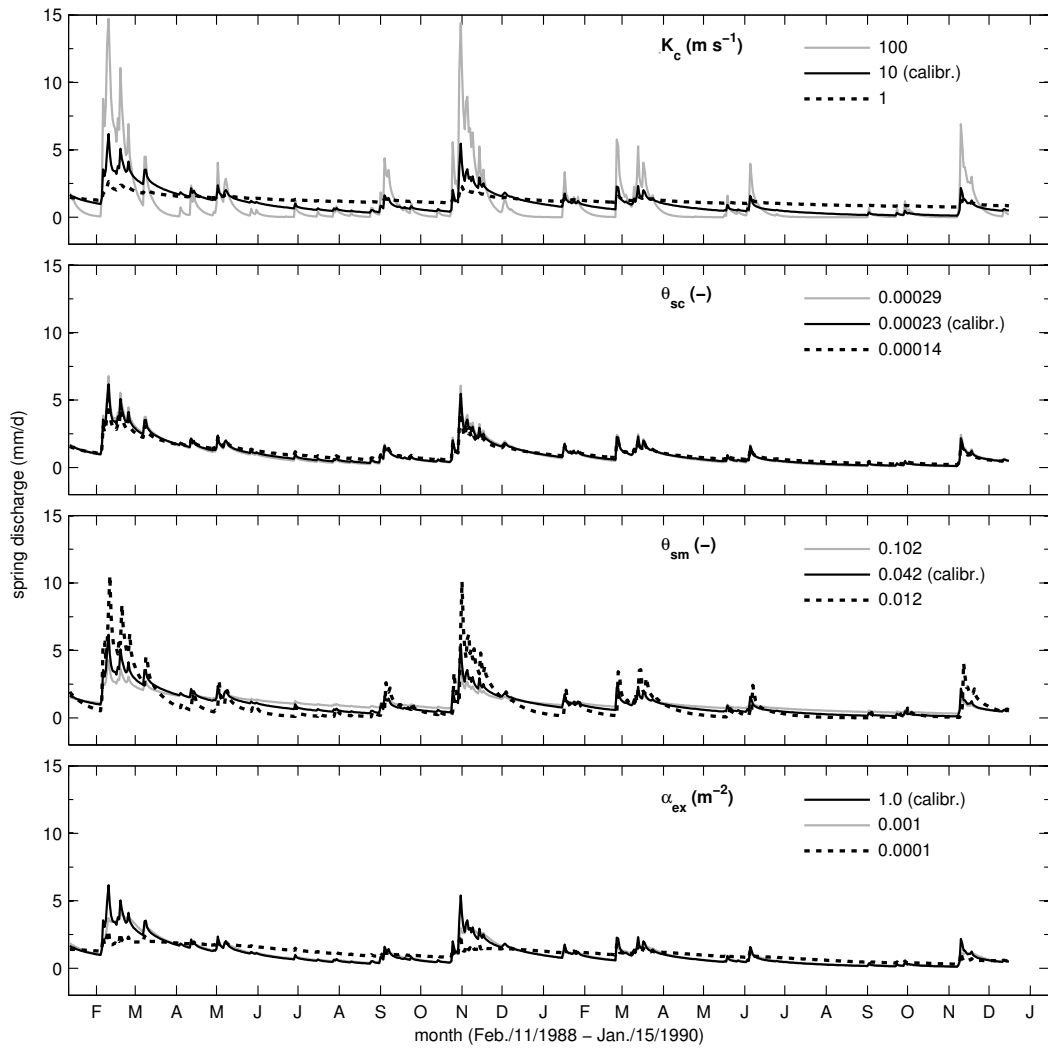 15
10
5
0
K_c (m s⁻¹)
100
10 (calibr.)
1
15
10
5
0
θ_sc (−)
0.00029
0.00023 (calibr.)
0.00014
spring discharge (mm/d)
15
10
5
0
θ_sm (−)
0.102
0.042 (calibr.)
0.012
15
10
5
0
α_ex (m⁻²)
1.0 (calibr.)
0.001
0.0001
F M A M J J A S O N D J F M A M J J A S O N D J
month (Feb./11/1988 − Jan./15/1990)